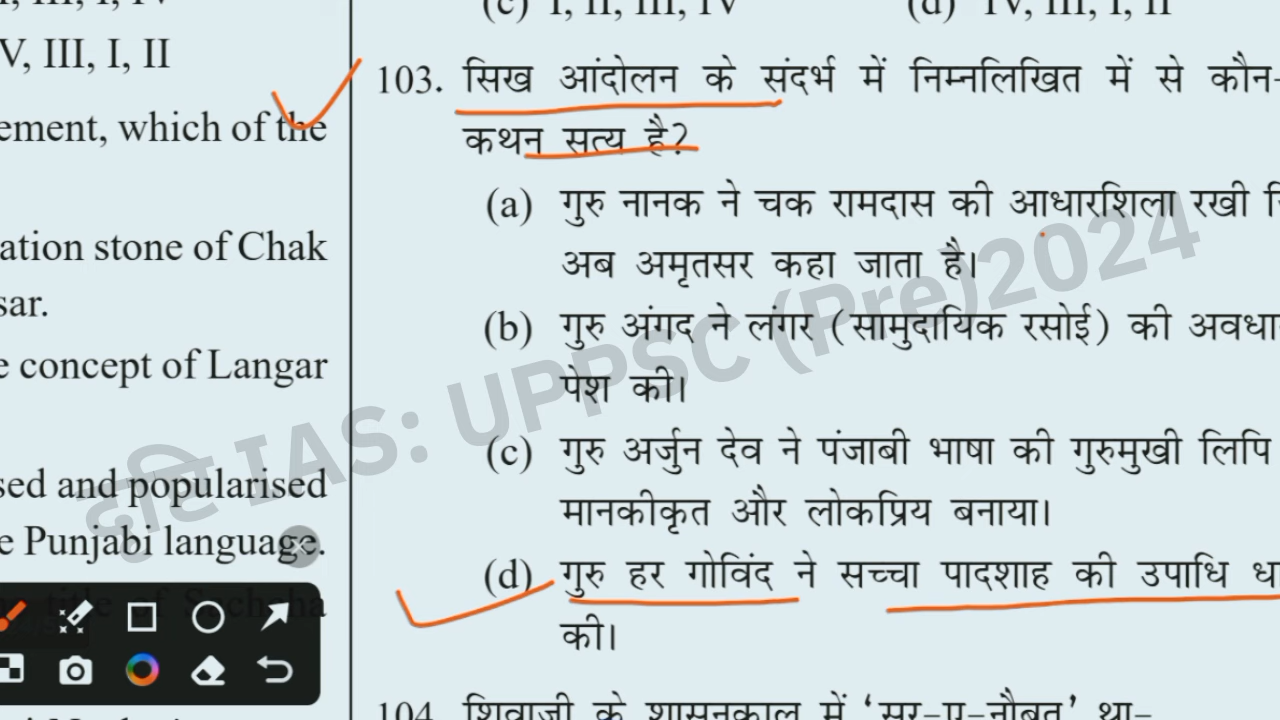 V, III, I, II
ement, which of the
ation stone of Chak
sar.
e concept of Langar
sed and popularised
e Punjabi language.
title of Sachcha
(c) I, II, III, IV (d) IV, III, I, II
103. सिख आंदोलन के संदर्भ में निम्नलिखित में से कौन-
कथन सत्य है?
(a) गुरु नानक ने चक रामदास की आधारशिला रखी
अब अमृतसर कहा जाता है।
(b) गुरु अंगद ने लंगर (सामुदायिक रसोई) की
पेश की।
(c) गुरु अर्जुन देव ने पंजाबी भाषा की गुरुमुखी लिपि
मानकीकृत और लोकप्रिय बनाया।
(d) गुरु हर गोविंद ने सच्चा पादशाह की उपाधि
की।
104. शिवाजी के शासनकाल में ‘सर-ए-नौबत’ था-
IAS: UPPSC (Pre)2024